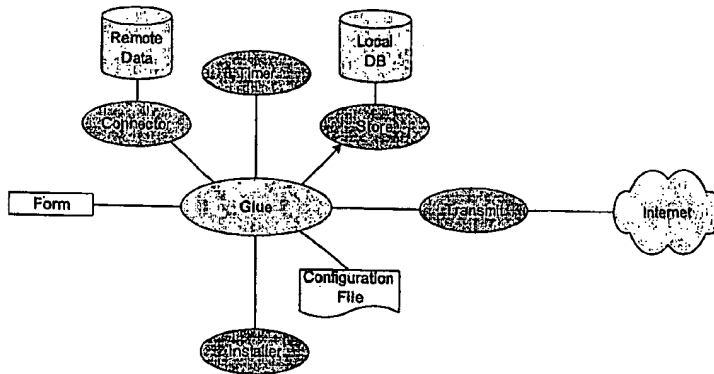 Remote
Data
Local
DB
Timer
Connector
Store
Form
Glue
Transmit
Internet
Configuration
File
Installer